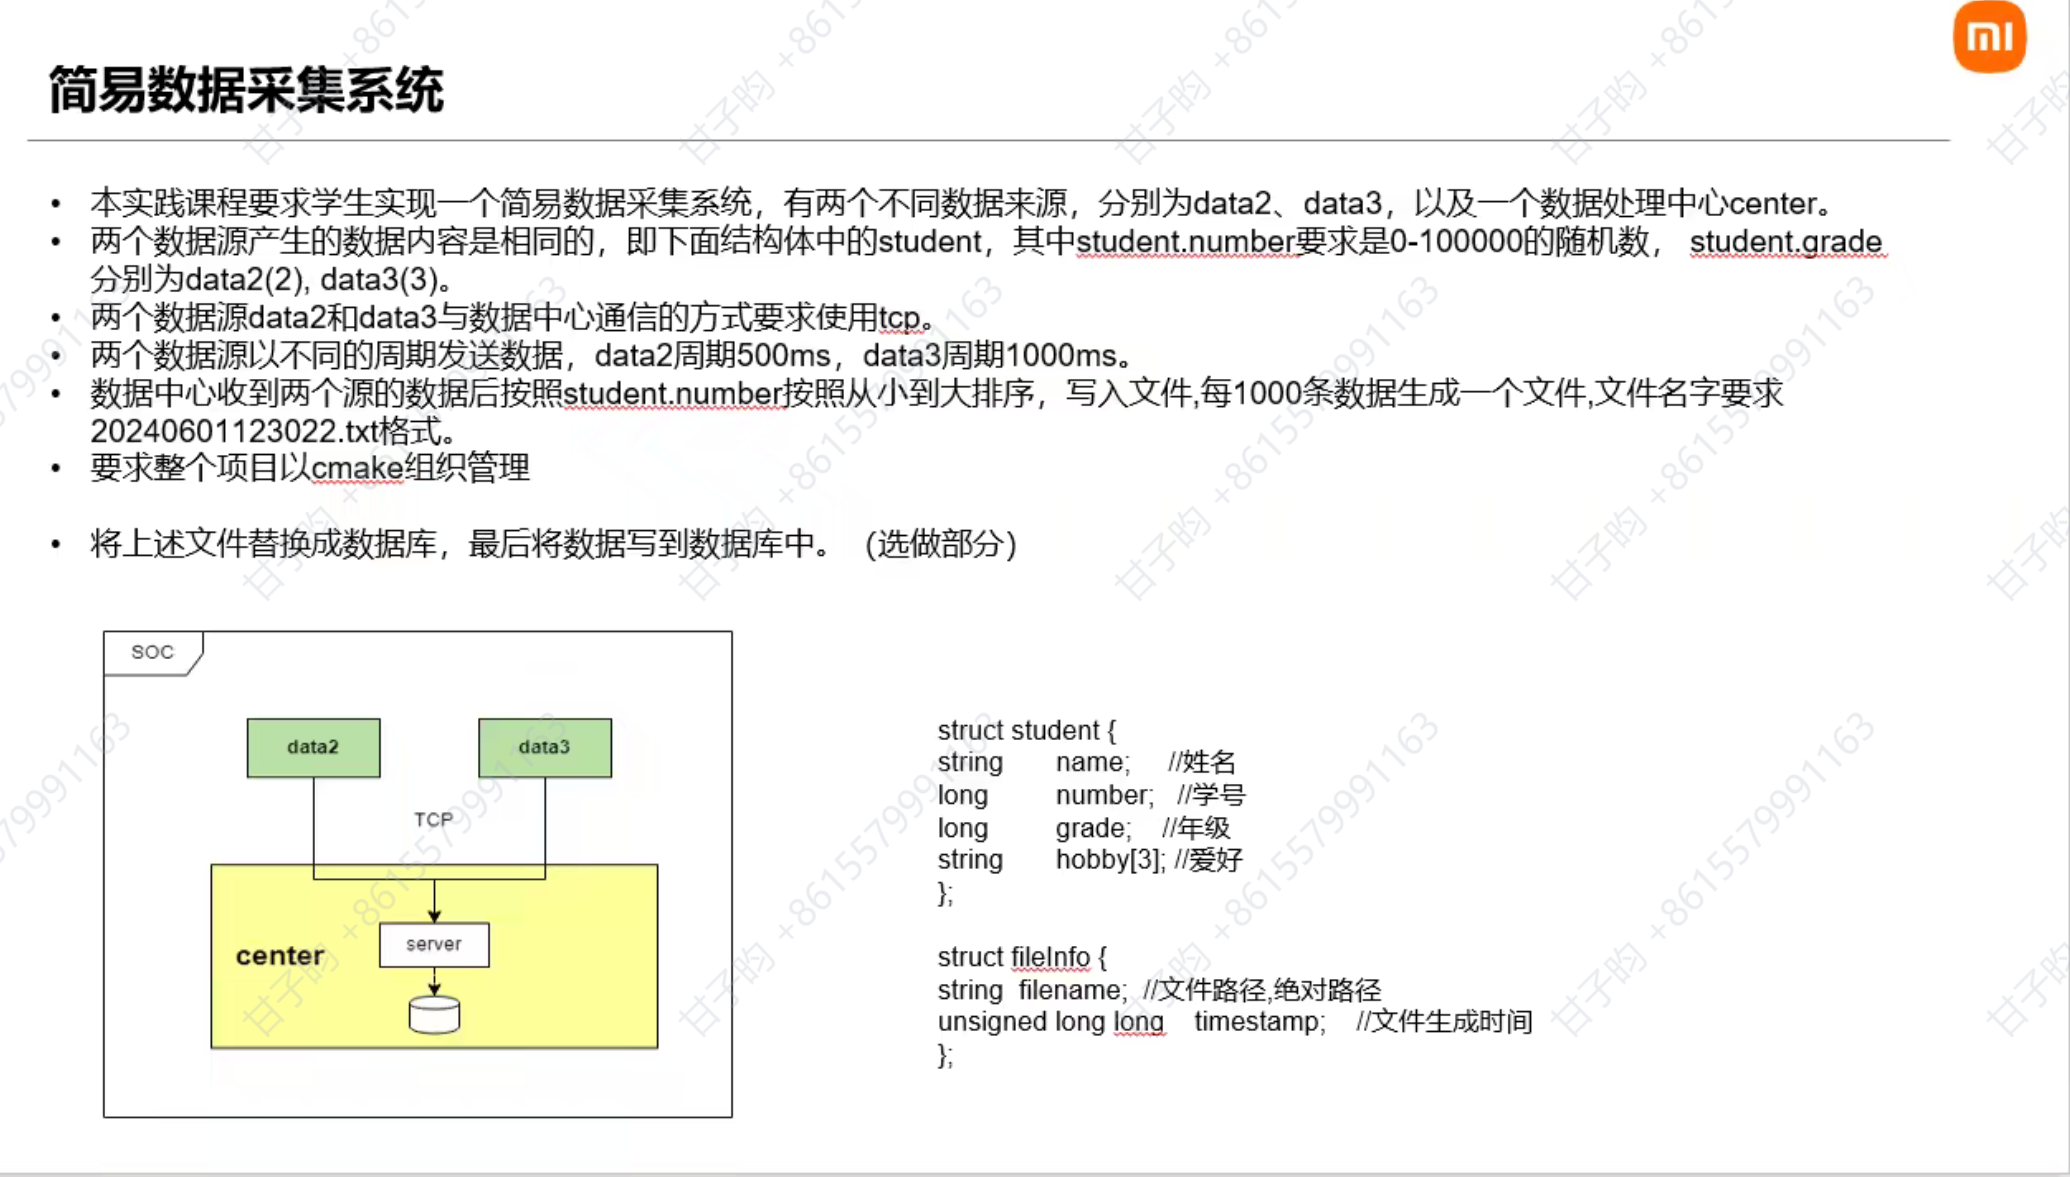 mi
简易数据采集系统
• 本实践课程要求学生实现一个简易数据采集系统，有两个不同数据来源，分别为data2、data3，以及一个数据处理中心center。
• 两个数据源产生的数据内容是相同的，即下面结构体中的student，其中student.number要求是0-100000的随机数， student.grade
分别为data2(2), data3(3)。
• 两个数据源data2和data3与数据中心通信的方式要求使用tcp。
• 两个数据源以不同的周期发送数据，data2周期500ms，data3周期1000ms。
• 数据中心收到两个源的数据后按照student.number按照从小到大排序，写入文件,每1000条数据生成一个文件,文件名字要求
20240601123022.txt格式。
• 要求整个项目以cmake组织管理
• 将上述文件替换成数据库，最后将数据写到数据库中。 (选做部分)
SOC
data2
data3
TCP
center
server
struct student {
string name; //姓名
long number; //学号
long grade; //年级
string hobby[3]; //爱好
};
struct fileInfo {
string filename; //文件路径,绝对路径
unsigned long long timestamp; //文件生成时间
};
甘子昀 +8615579991163